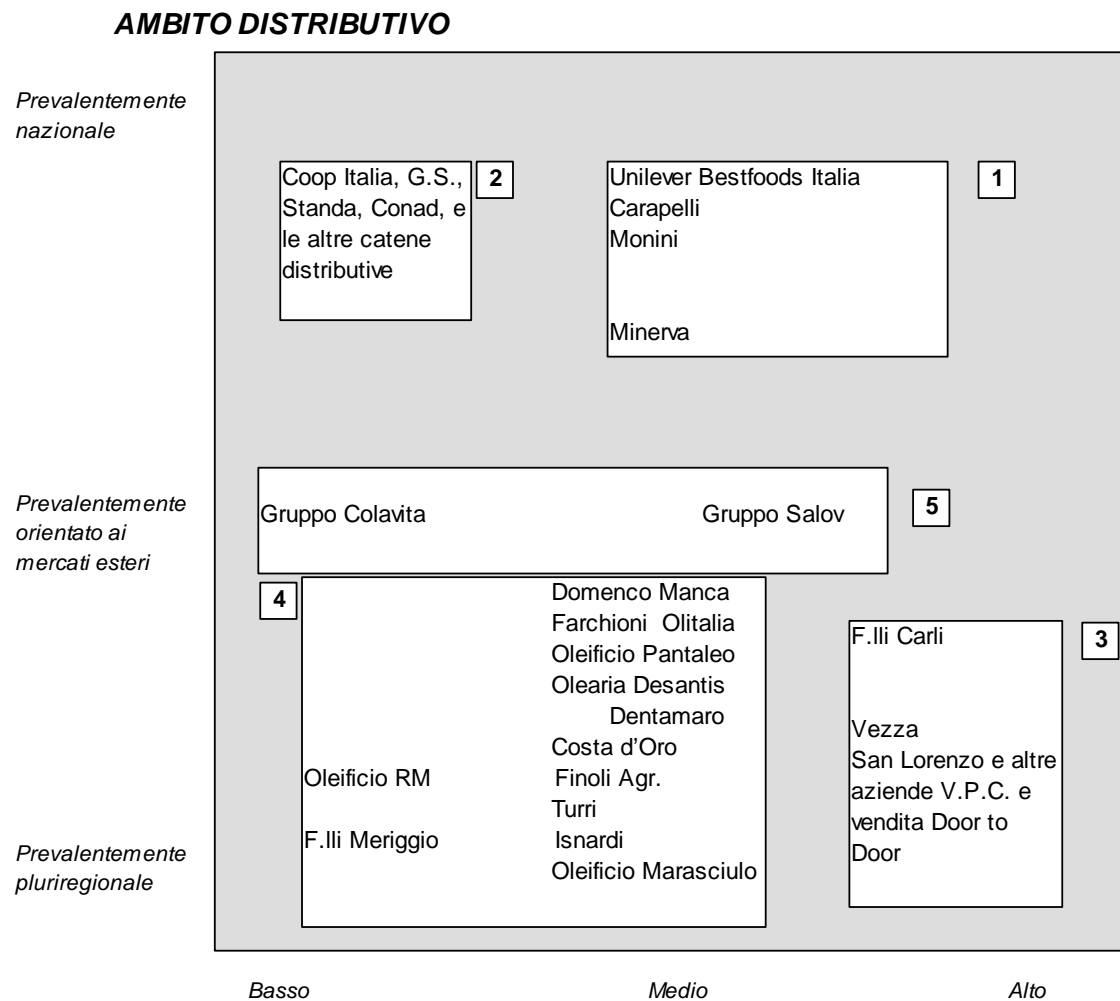 AMBITO DISTRIBUTIVO
Prevalentemente
nazionale
Coop Italia, G.S.,
Standa, Conad, e
le altre catene
distributive
2
Unilever Bestfoods Italia
Carapelli
Monini
Minerva
1
Prevalentemente
orientato ai
mercati esteri
Gruppo Colavita Gruppo Salov
5
4
Domenco Manca
Farchioni Olitalia
Oleificio Pantaleo
Olearia Desantis
Dentamaro
Costa d'Oro
Oleificio RM Finoli Agr.
Turri
F.lli Meriggio Isnardi
Oleificio Marasciulo
F.lli Carli
Vezza
San Lorenzo e altre
aziende V.P.C. e
vendita Door to
Door
3
Prevalentemente
pluriregionale
Basso Medio Alto